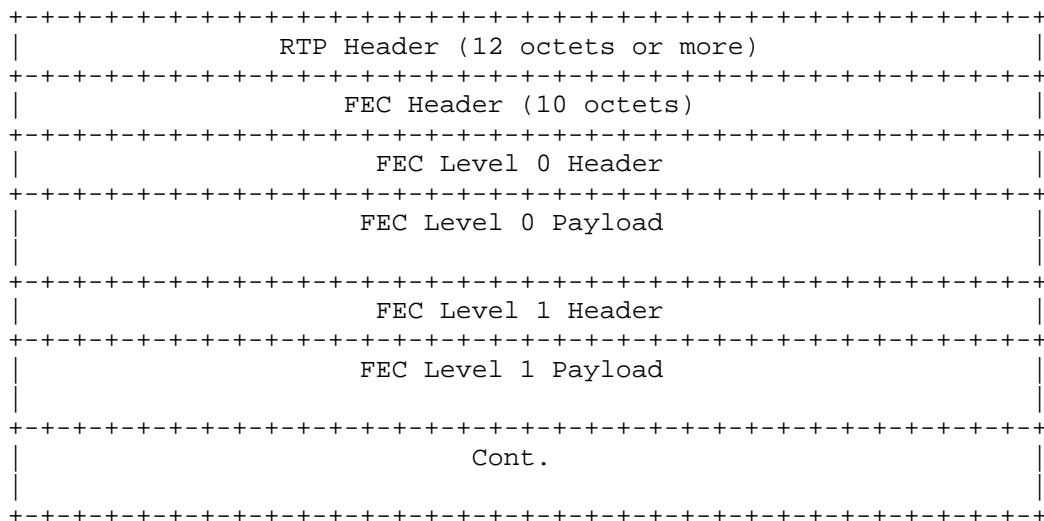 +-+-+-+-+-+-+-+-+-+-+-+-+-+-+-+-+-+-+-+-+-+-+-+-+-+-+-+-+-+-+-+-+
|                RTP Header (12 octets or more)                 |
+-+-+-+-+-+-+-+-+-+-+-+-+-+-+-+-+-+-+-+-+-+-+-+-+-+-+-+-+-+-+-+-+
|                    FEC Header (10 octets)                     |
+-+-+-+-+-+-+-+-+-+-+-+-+-+-+-+-+-+-+-+-+-+-+-+-+-+-+-+-+-+-+-+-+
|                      FEC Level 0 Header                       |
+-+-+-+-+-+-+-+-+-+-+-+-+-+-+-+-+-+-+-+-+-+-+-+-+-+-+-+-+-+-+-+-+
|                     FEC Level 0 Payload                       |
|                                                               |
+-+-+-+-+-+-+-+-+-+-+-+-+-+-+-+-+-+-+-+-+-+-+-+-+-+-+-+-+-+-+-+-+
|                      FEC Level 1 Header                       |
+-+-+-+-+-+-+-+-+-+-+-+-+-+-+-+-+-+-+-+-+-+-+-+-+-+-+-+-+-+-+-+-+
|                     FEC Level 1 Payload                       |
|                                                               |
+-+-+-+-+-+-+-+-+-+-+-+-+-+-+-+-+-+-+-+-+-+-+-+-+-+-+-+-+-+-+-+-+
|                            Cont.                              |
|                                                               |
+-+-+-+-+-+-+-+-+-+-+-+-+-+-+-+-+-+-+-+-+-+-+-+-+-+-+-+-+-+-+-+-+